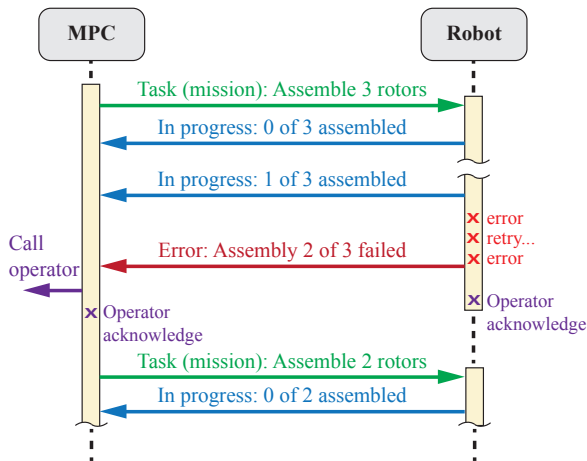 MPC
Robot
Task (mission): Assemble 3 rotors
In progress: 0 of 3 assembled
In progress: 1 of 3 assembled
x error
x retry...
Error: Assembly 2 of 3 failed
x error
Call
operator
x Operator
acknowledge
x Operator
acknowledge
Task (mission): Assemble 2 rotors
In progress: 0 of 2 assembled